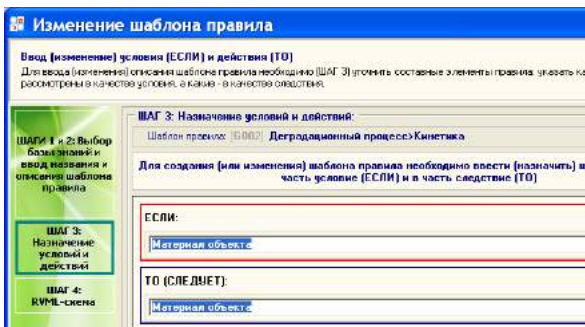 Изменение шаблона правила
Ввод (изменение) условия (ЕСЛИ) и действия (ТО)
Для ввода (изменения) описания шаблона правила необходимо (ШАГ 3) уточнить составные элементы правила: указать
рассмотрены в качестве условия, а какие - в качестве следствия.
ШАГИ 1 и 2: Выбор
базы знаний и
ввод названия и
описания шаблона
правила
ШАГ 3:
Назначение
условий и
действий
ШАГ 4:
RVML-схема
ШАГ 3: Назначение условий и действий:
Шаблон правила: [G002] Деградационный процесс>Кинетика
Для создания (или изменения) шаблона правила необходимо ввести (назначить)
часть условие (ЕСЛИ) и в часть следствие (ТО)
ЕСЛИ:
Материал объекта
ТО (СЛЕДУЕТ):
Материал объекта